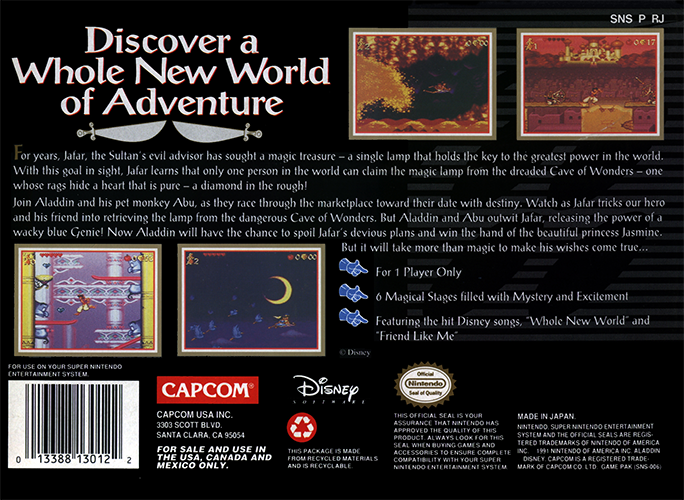 SNS P RJ
Discover a
Whole New World
of Adventure
For years, Jafar, the Sultan's evil advisor has sought a magic treasure – a single lamp that holds the key to the greatest power in the world.
With this goal in sight, Jafar learns that only one person in the world can claim the magic lamp from the dreaded Cave of Wonders – one
whose rags hide a heart that is pure – a diamond in the rough!
Join Aladdin and his pet monkey Abu, as they race through the marketplace toward their date with destiny. Watch as Jafar tricks our hero
and his friend into retrieving the lamp from the dangerous Cave of Wonders. But Aladdin and Abu outwit Jafar, releasing the power of a
wacky blue Genie! Now Aladdin will have the chance to spoil Jafar's devious plans and win the hand of the beautiful princess Jasmine.
But it will take more than magic to make his wishes come true...
For 1 Player Only
6 Magical Stages filled with Mystery and Excitement
Featuring the hit Disney songs, "Whole New World" and
"Friend Like Me"
© Disney
FOR USE ON YOUR SUPER NINTENDO
ENTERTAINMENT SYSTEM.
0 13388 13012 2
CAPCOM®
CAPCOM USA INC.
3303 SCOTT BLVD.
SANTA CLARA, CA 95054
FOR SALE AND USE IN
THE USA, CANADA AND
MEXICO ONLY.
Disney
SOFTWARE
THIS PACKAGE IS MADE
FROM RECYCLED MATERIALS
AND IS RECYCLABLE.
Official
Nintendo
Seal of Quality
THIS OFFICIAL SEAL IS YOUR
ASSURANCE THAT NINTENDO HAS
APPROVED THE QUALITY OF THIS
PRODUCT. ALWAYS LOOK FOR THIS
SEAL WHEN BUYING GAMES AND
ACCESSORIES TO ENSURE COMPLETE
COMPATIBILITY WITH YOUR SUPER
NINTENDO ENTERTAINMENT SYSTEM
MADE IN JAPAN.
NINTENDO, SUPER NINTENDO ENTERTAINMENT
SYSTEM AND THE OFFICIAL SEALS ARE REGIS-
TERED TRADEMARKS OF NINTENDO OF AMERICA
INC. 1991 NINTENDO OF AMERICA INC. ALADDIN
DISNEY. CAPCOM IS A REGISTERED TRADE-
MARK OF CAPCOM CO. LTD. GAME PAK (SNS-006)